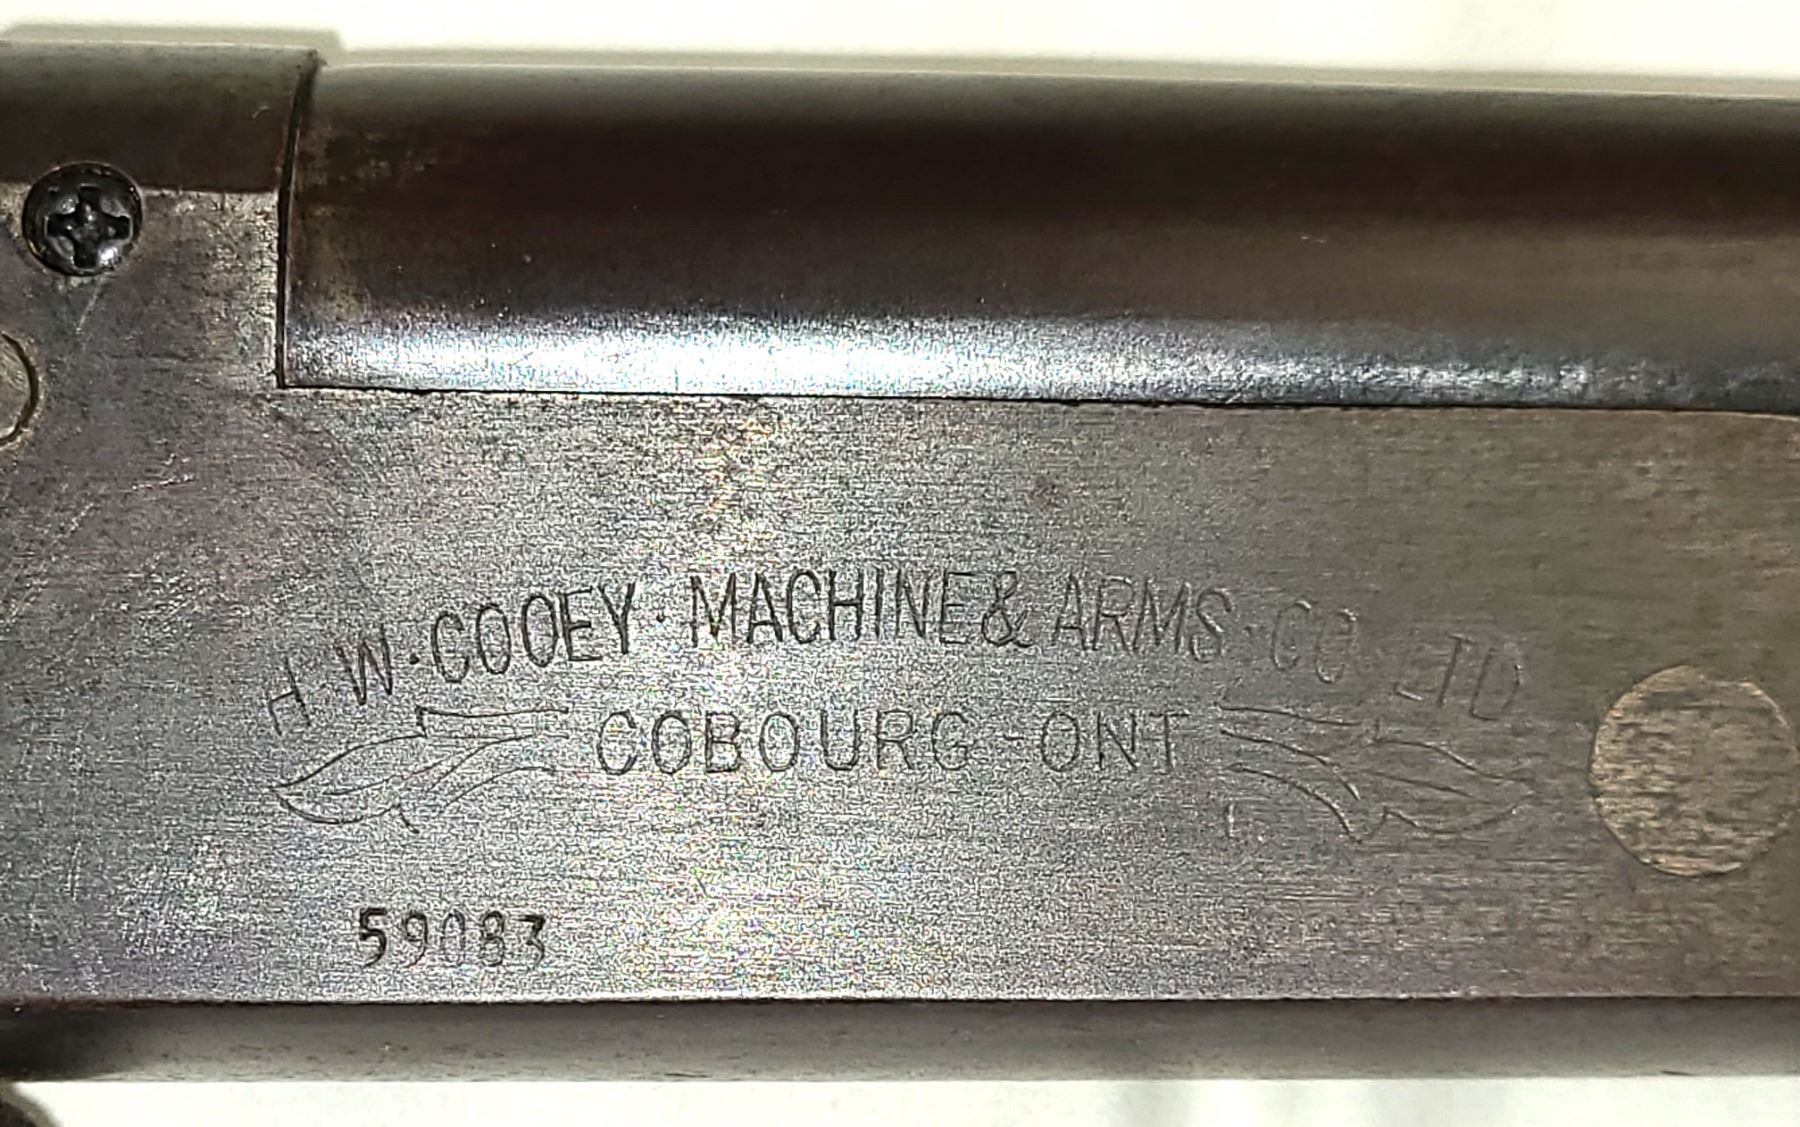 H·W·COOEY·MACHINE & ARMS·CO LTD
COBOURG-ONT
59083